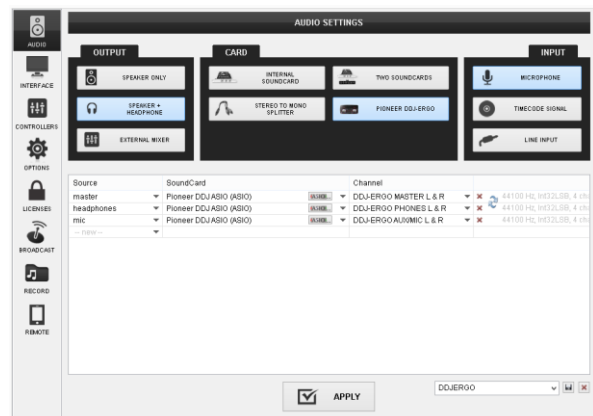 AUDIO SETTINGS
AUDIO
INTERFACE
CONTROLLERS
OPTIONS
LICENSES
BROADCAST
RECORD
REMOTE
OUTPUT
SPEAKER ONLY
SPEAKER +
HEADPHONE
EXTERNAL MIXER
CARD
INTERNAL
SOUNDCARD
TWO SOUNDCARDS
STEREO TO MONO
SPLITTER
PIONEER DDJ-ERGO
INPUT
MICROPHONE
TIMECODE SIGNAL
LINE INPUT
Source SoundCard Channel
master Pioneer DDJ ASIO (ASIO) DDJ-ERGO MASTER L & R 44100 Hz, Int32LSB, 4 ch
headphones Pioneer DDJ ASIO (ASIO) DDJ-ERGO PHONES L & R 44100 Hz, Int32LSB, 4 ch
mic Pioneer DDJ ASIO (ASIO) DDJ-ERGO AUX/MIC L & R 44100 Hz, Int32LSB, 4 ch
-- new --
APPLY
DDJERGO